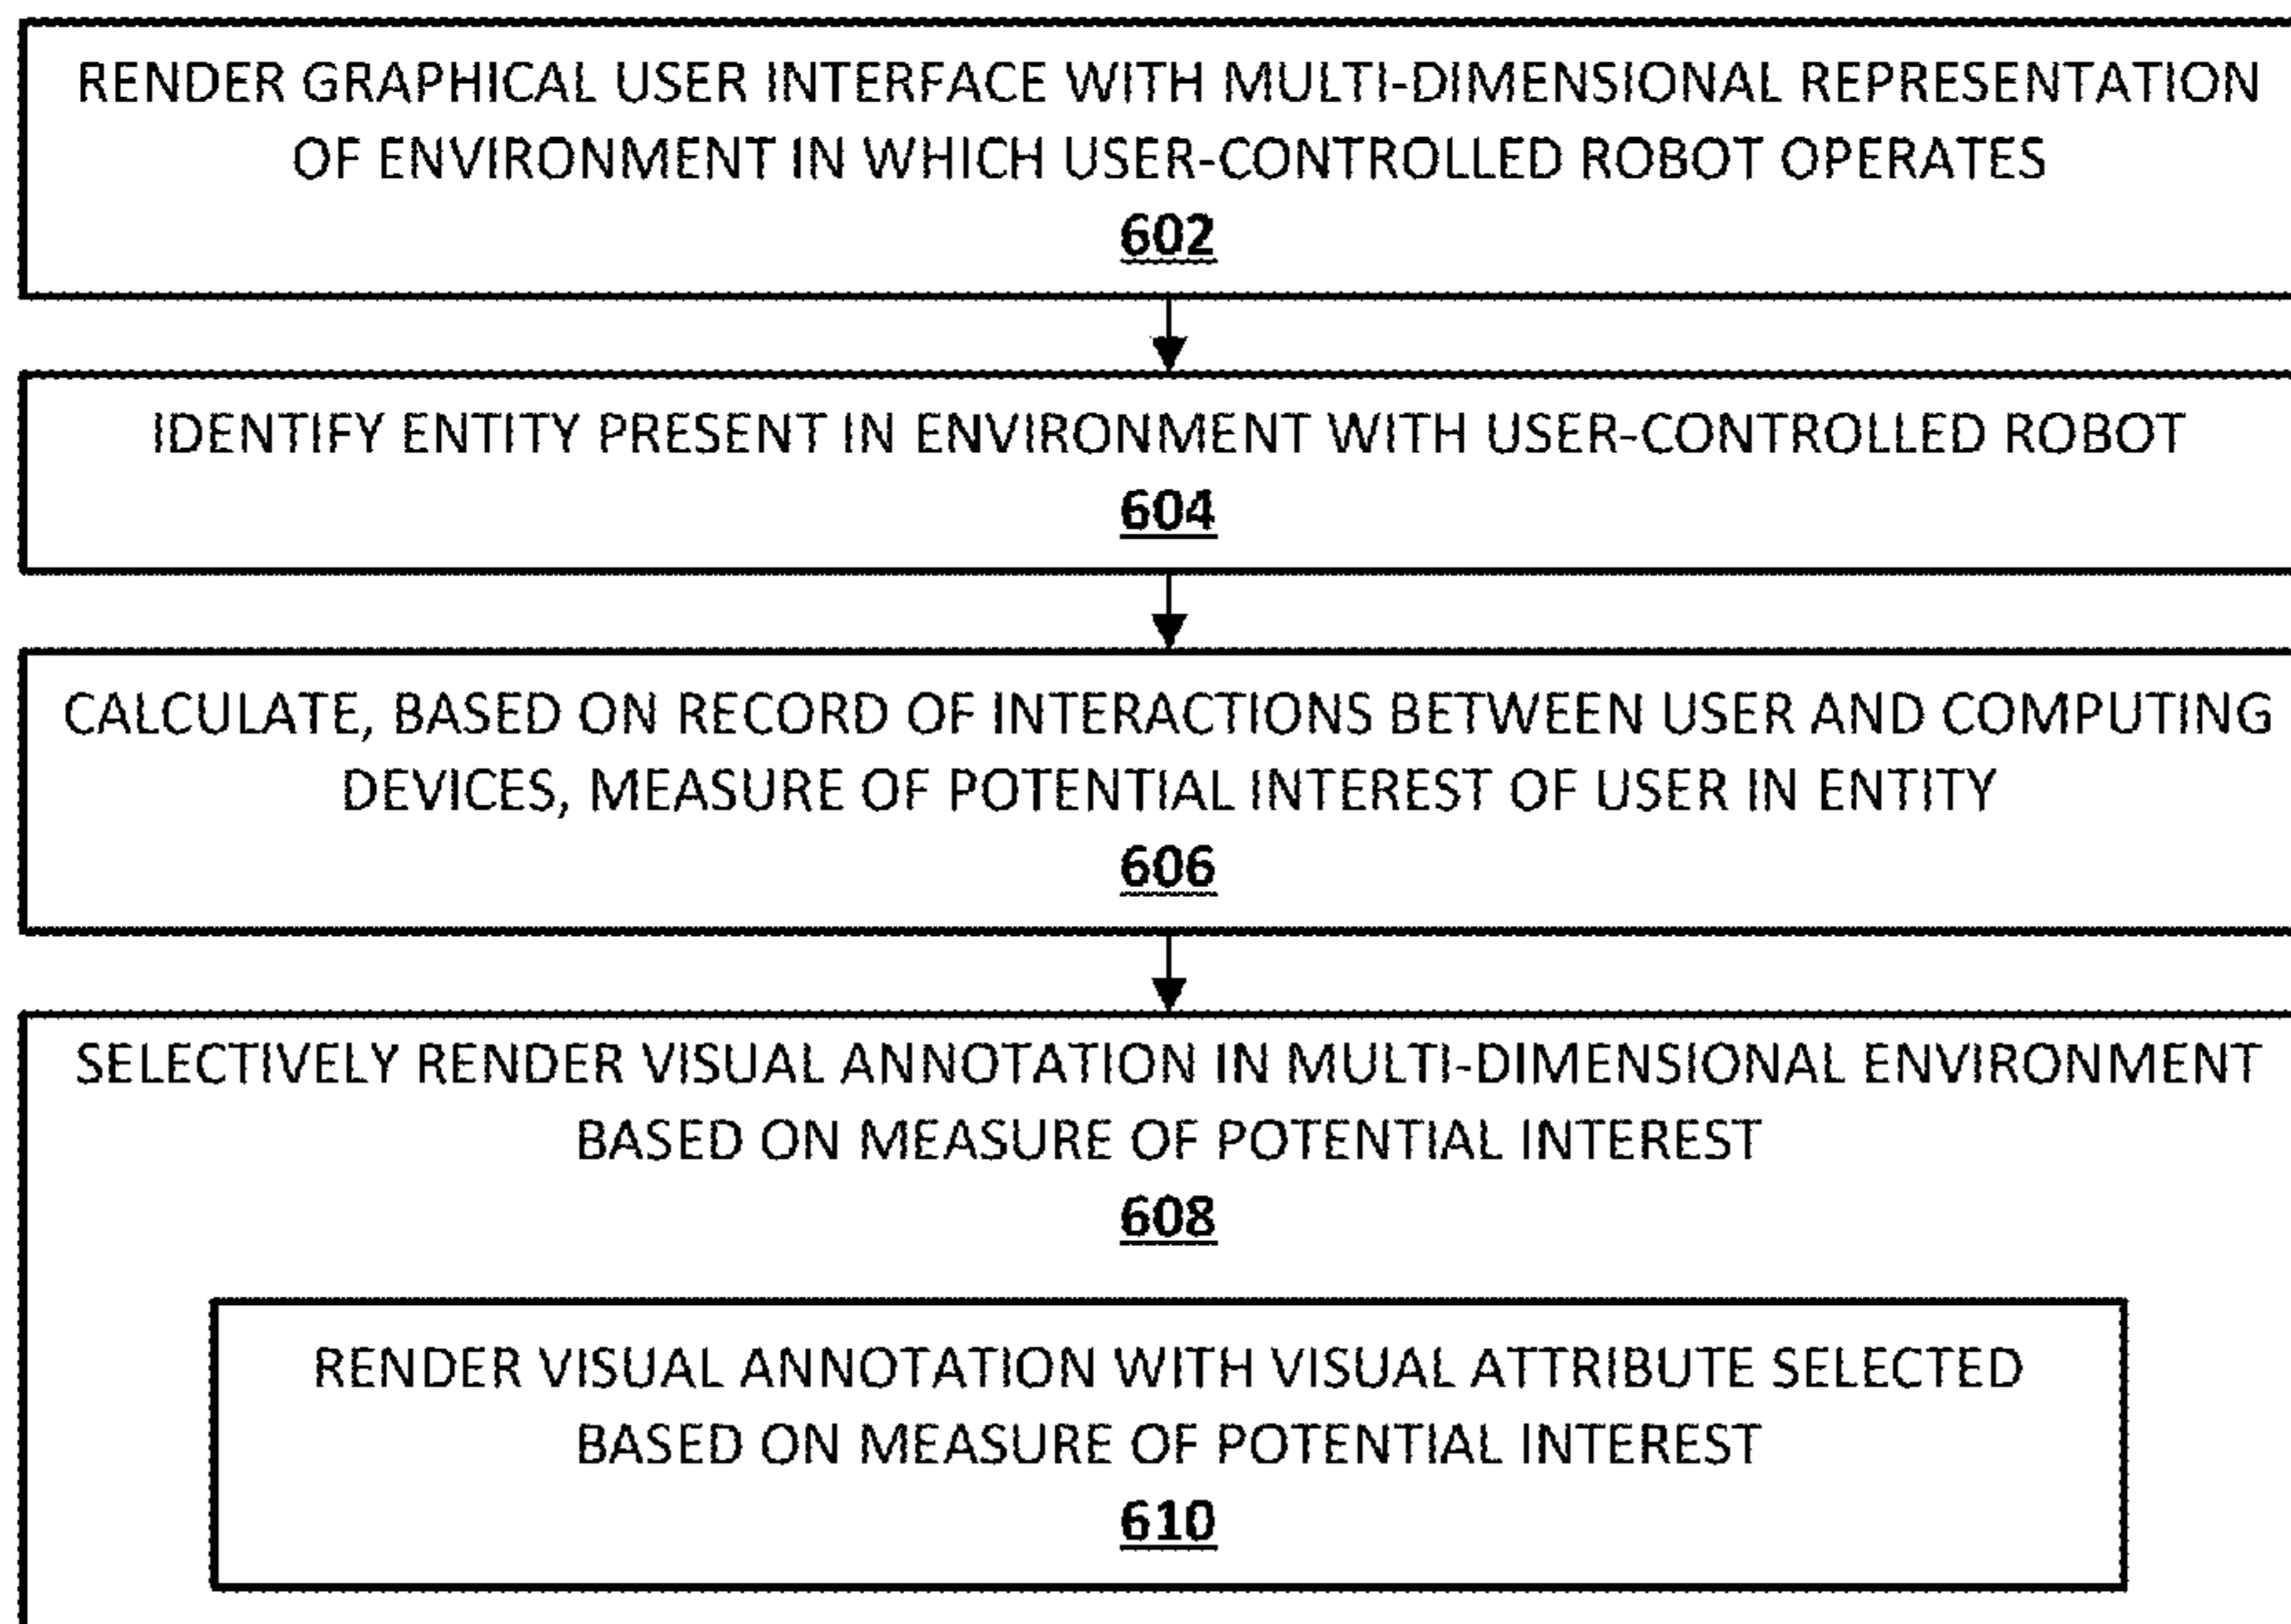 RENDER GRAPHICAL USER INTERFACE WITH MULTI-DIMENSIONAL REPRESENTATION
OF ENVIRONMENT IN WHICH USER-CONTROLLED ROBOT OPERATES
602
IDENTIFY ENTITY PRESENT IN ENVIRONMENT WITH USER-CONTROLLED ROBOT
604
CALCULATE, BASED ON RECORD OF INTERACTIONS BETWEEN USER AND COMPUTING
DEVICES, MEASURE OF POTENTIAL INTEREST OF USER IN ENTITY
606
SELECTIVELY RENDER VISUAL ANNOTATION IN MULTI-DIMENSIONAL ENVIRONMENT
BASED ON MEASURE OF POTENTIAL INTEREST
608
RENDER VISUAL ANNOTATION WITH VISUAL ATTRIBUTE SELECTED
BASED ON MEASURE OF POTENTIAL INTEREST
610